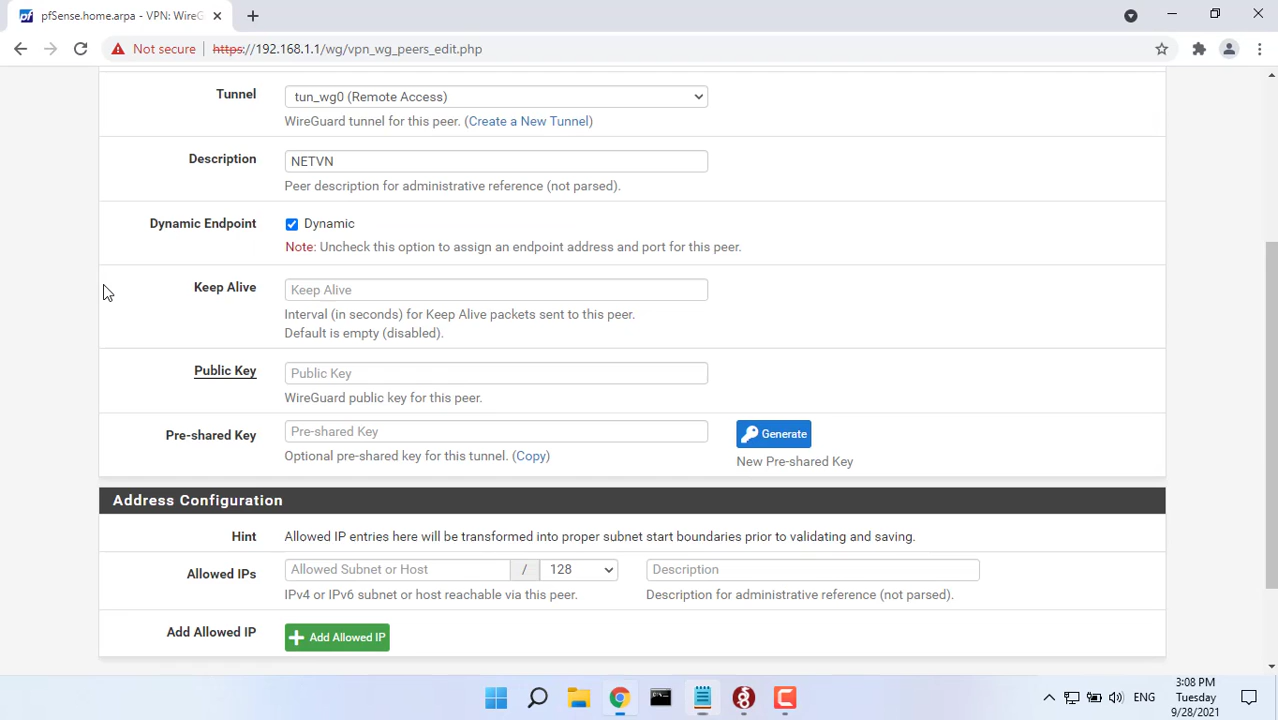 pfSense.home.arpa - VPN: WireG
Not secure https://192.168.1.1/wg/vpn_wg_peers_edit.php
Tunnel
tun_wg0 (Remote Access)
WireGuard tunnel for this peer. (Create a New Tunnel)
Description
NETVN
Peer description for administrative reference (not parsed).
Dynamic Endpoint
Dynamic
Note: Uncheck this option to assign an endpoint address and port for this peer.
Keep Alive
Keep Alive
Interval (in seconds) for Keep Alive packets sent to this peer.
Default is empty (disabled).
Public Key
Public Key
WireGuard public key for this peer.
Pre-shared Key
Pre-shared Key
Generate
Optional pre-shared key for this tunnel. (Copy)
New Pre-shared Key
Address Configuration
Hint
Allowed IP entries here will be transformed into proper subnet start boundaries prior to validating and saving.
Allowed IPs
Allowed Subnet or Host / 128 Description
IPv4 or IPv6 subnet or host reachable via this peer.
Description for administrative reference (not parsed).
Add Allowed IP
Add Allowed IP
ENG
3:08 PM
Tuesday
9/28/2021